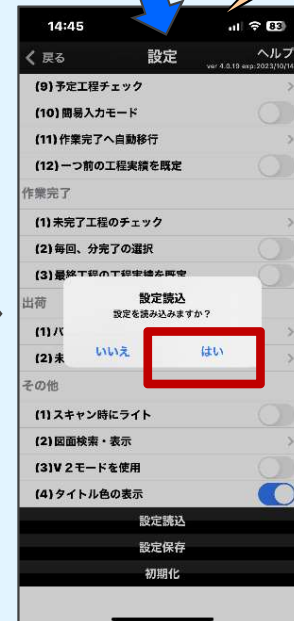 14:45
83
戻る
設定
ヘルプ
ver 4.0.19 exp:2023/10/14
(9)予定工程チェック
(10)簡易入力モード
(11)作業完了へ自動移行
(12)一つ前の工程実績を既定
作業完了
(1)未完了工程のチェック
(2)毎回、分完了の選択
(3)最終工程の工程実績を既定
出荷
設定読込
設定を読み込みますか？
(1)バ
いいえ
はい
(2)未
その他
(1)スキャン時にライト
(2)図面検索・表示
(3)V２モードを使用
(4)タイトル色の表示
設定読込
設定保存
初期化